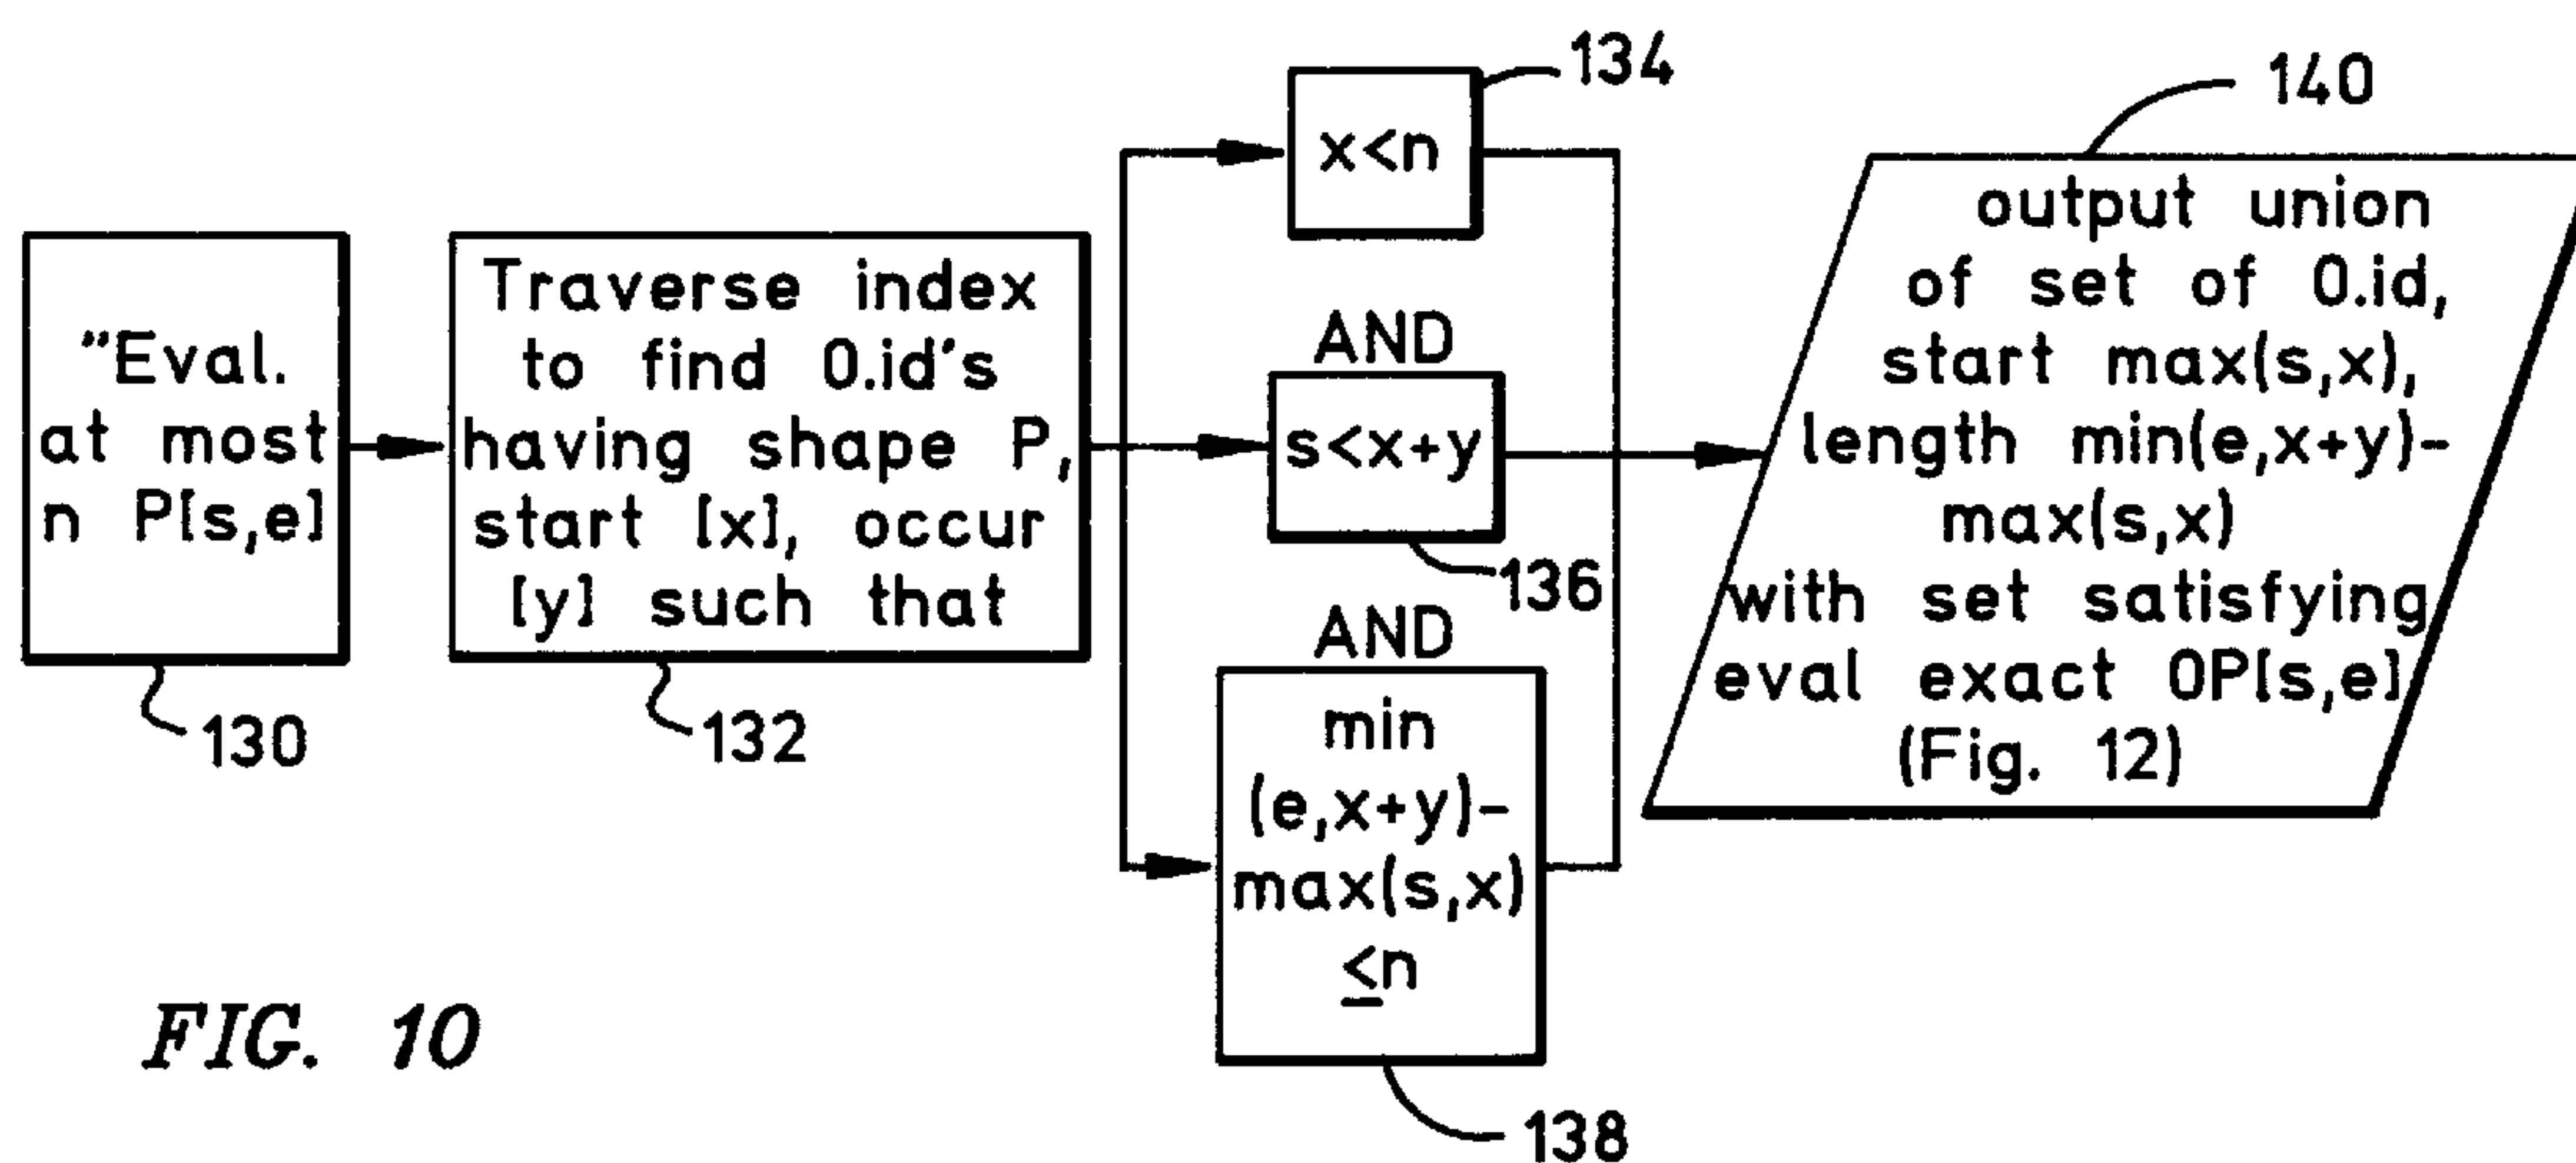 "Eval.
at most
n P[s,e]
130
Traverse index
to find O.id's
having shape P,
start [x], occur
[y] such that
132
x<n
134
AND
s<x+y
136
AND
min
(e,x+y)-
max(s,x)
≤n
138
output union
of set of O.id,
start max(s,x),
length min(e,x+y)-
max(s,x)
with set satisfying
eval exact OP[s,e]
(Fig. 12)
140
FIG. 10